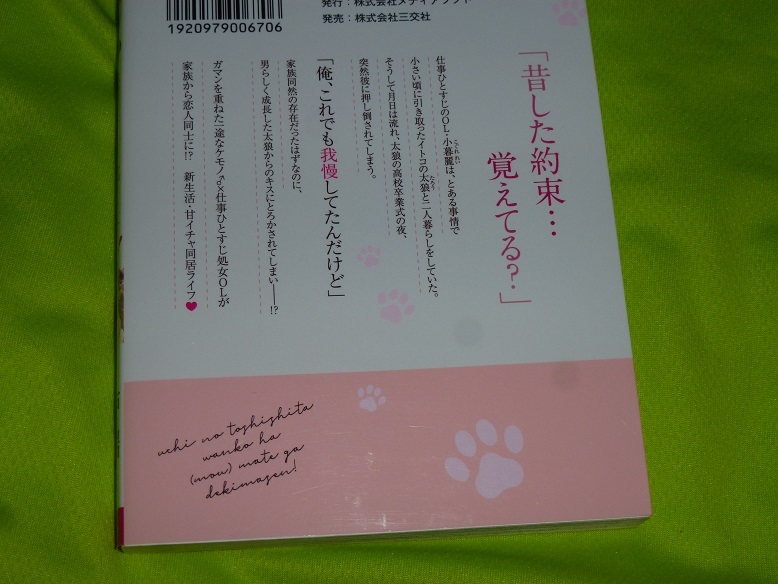 発行：株式会社メディアソフト
発売：株式会社三交社
1920979006706
「昔した約束…
覚えてる？」
仕事ひとすじのOL・小暮麗は、とある事情で
小さい頃に引き取ったイトコの太狼と二人暮らしをしていた。
そうして月日は流れ、太狼の高校卒業式の夜、
突然彼に押し倒されてしまう。
「俺、これでも我慢してたんだけど」
家族同然の存在だったはずなのに、
男らしく成長した太狼からのキスにとろかされてしまい――!?
ガマンを重ねた一途なケモノ♂×仕事ひとすじ処女OLが
家族から恋人同士に!? 新生活・甘イチャ同居ライフ♥
uchi no toshishita
wanko ha
(mou) mate ga
dekimasen!